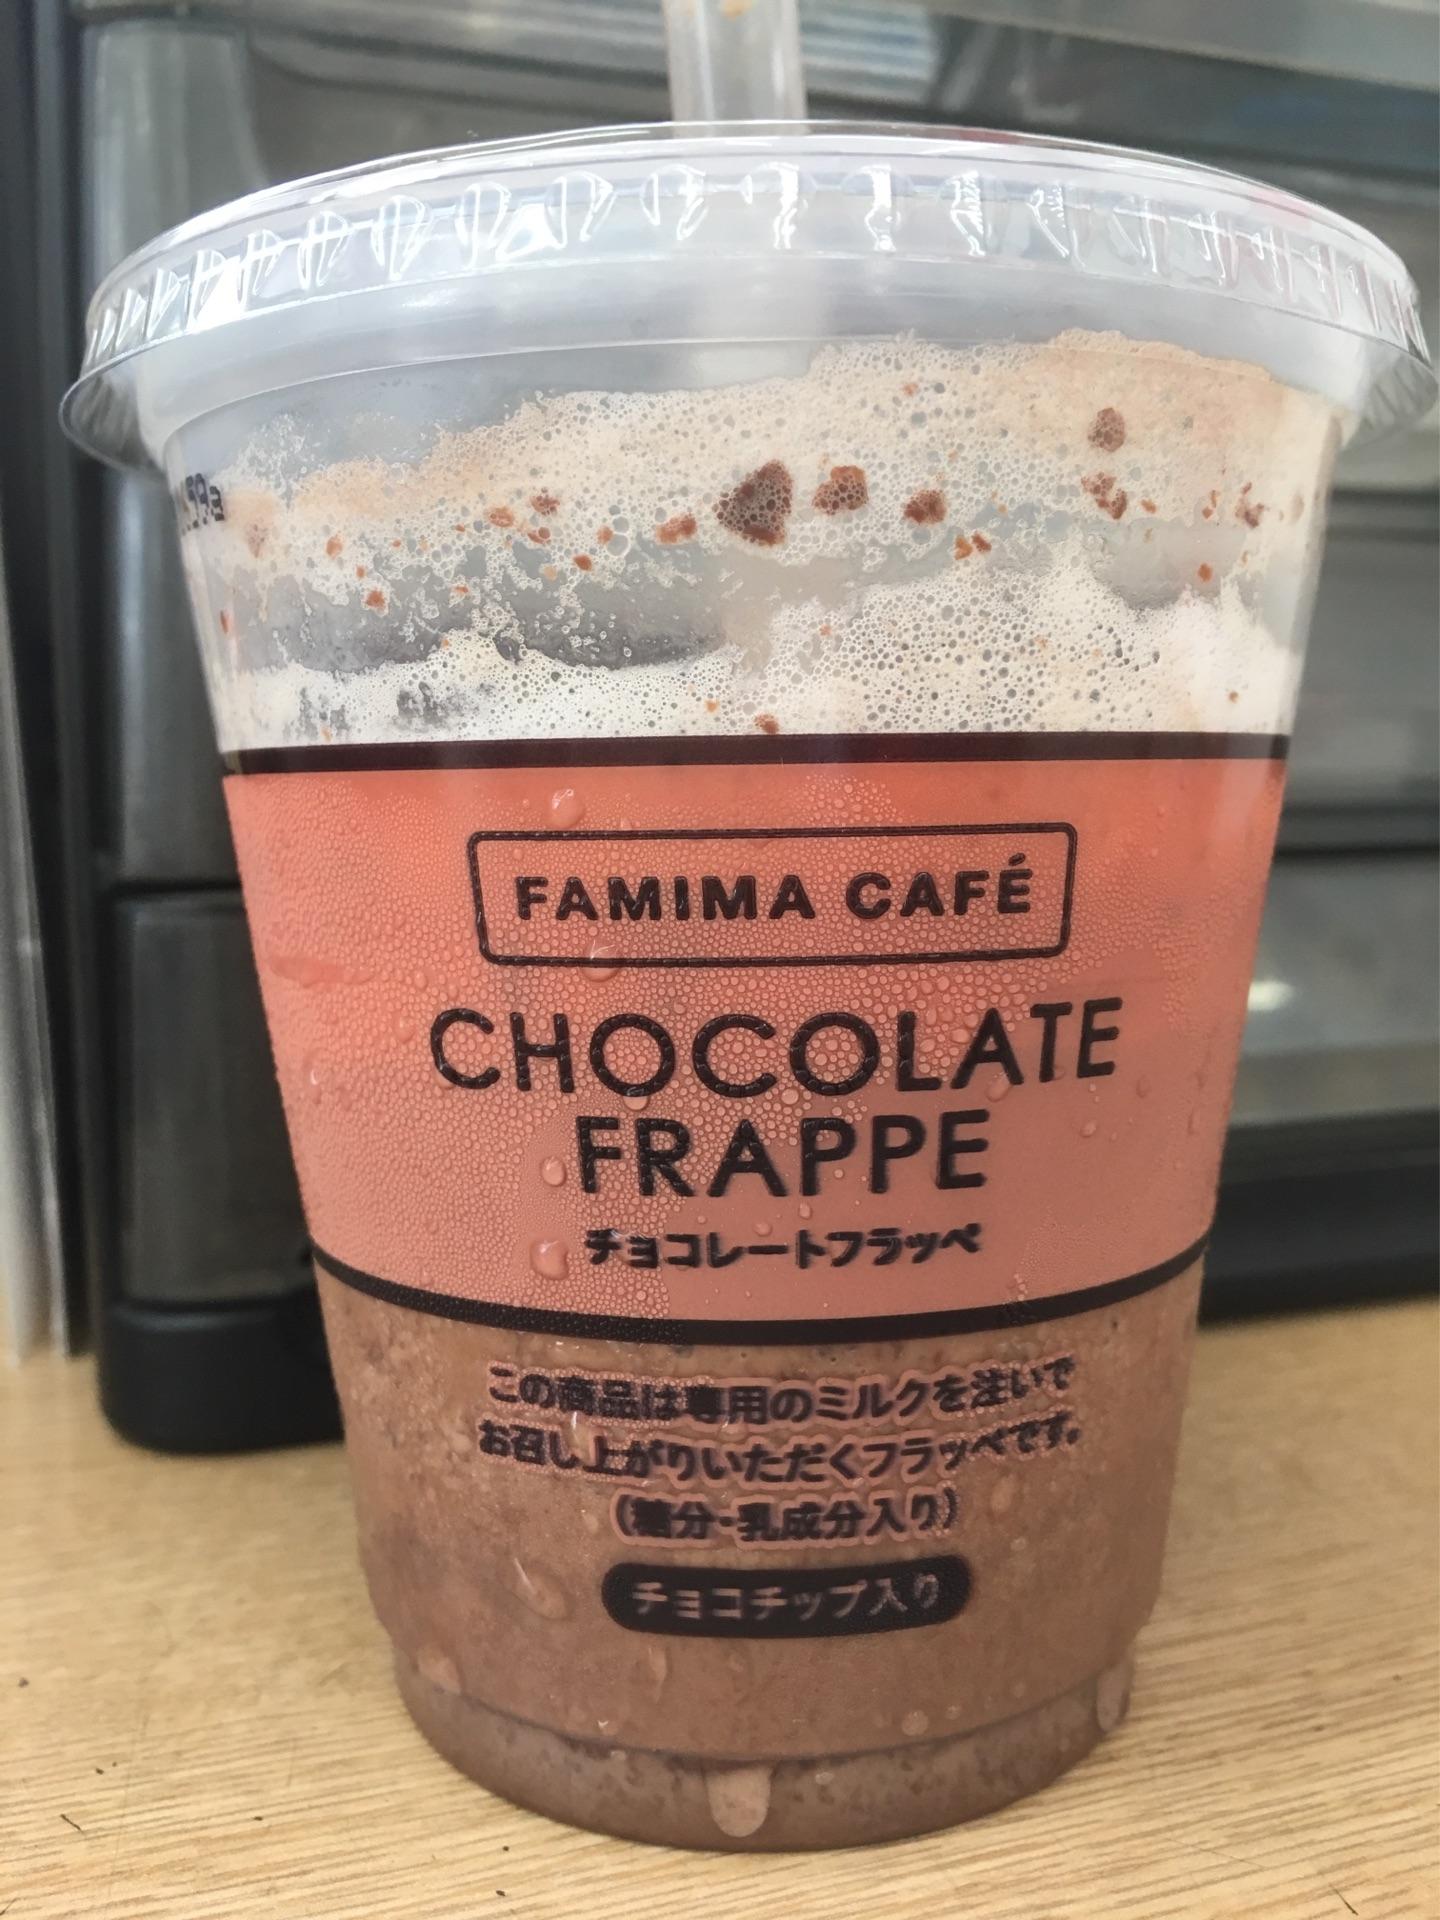 FAMIMA CAFÉ
CHOCOLATE
FRAPPE
チョコレートフラッペ
この商品は専用のミルクを注いで
お召し上がりいただくフラッペです。
（糖分・乳成分入り）
チョコチップ入り